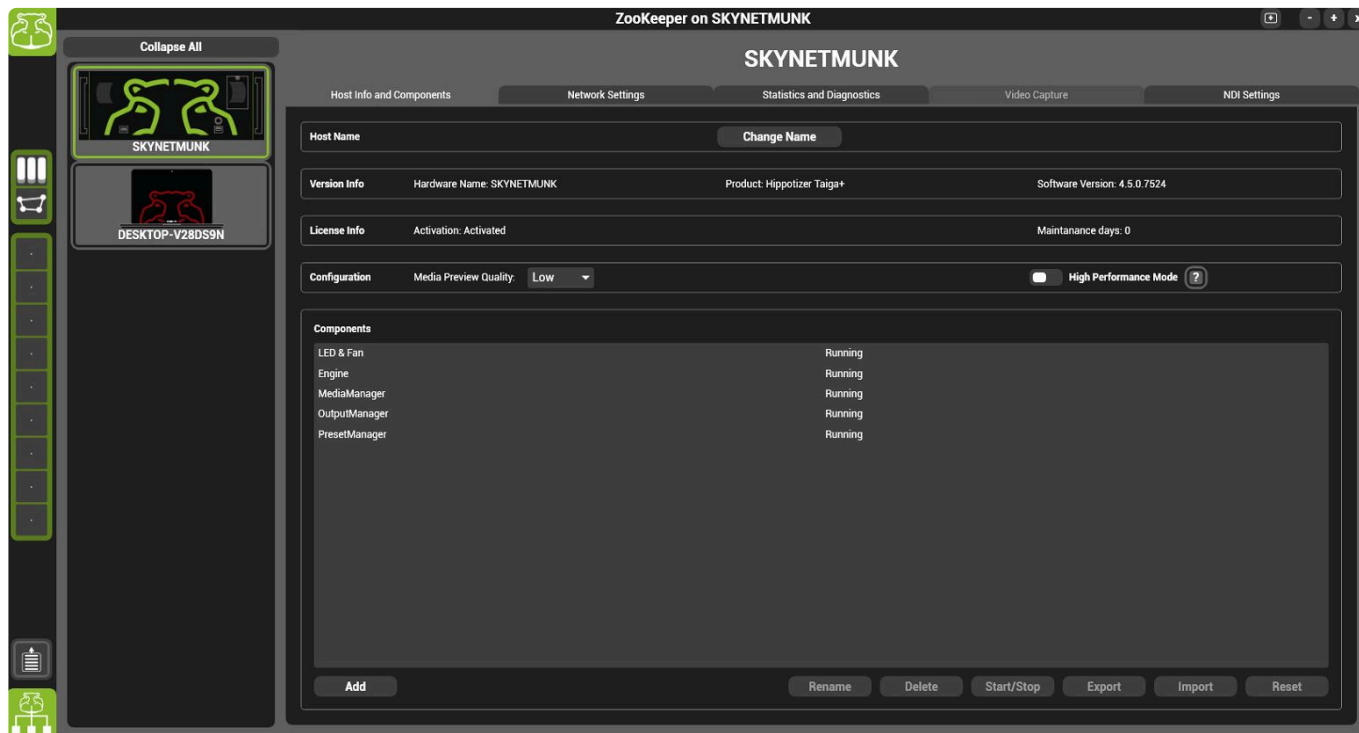 ZooKeeper on SKYNETMUNK
Collapse All
SKYNETMUNK
DESKTOP-V28DS9N
SKYNETMUNK
Host Info and Components Network Settings Statistics and Diagnostics Video Capture NDI Settings
Host Name Change Name
Version Info Hardware Name: SKYNETMUNK Product: Hippotizer Taiga+ Software Version: 4.5.0.7524
License Info Activation: Activated Maintanance days: 0
Configuration Media Preview Quality: Low High Performance Mode ?
Components
LED & Fan Running
Engine Running
MediaManager Running
OutputManager Running
PresetManager Running
Add Rename Delete Start/Stop Export Import Reset